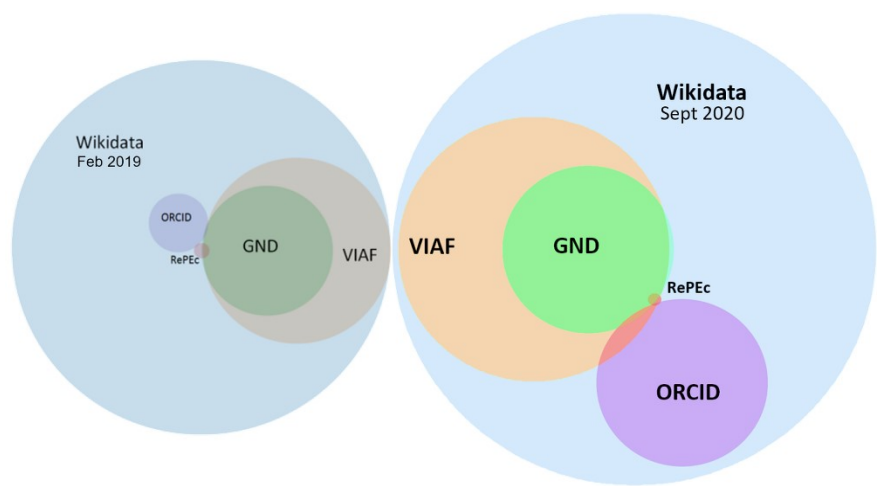 Wikidata
Feb 2019
ORCID
RePEc
GND
VIAF
Wikidata
Sept 2020
VIAF
GND
RePEc
ORCID